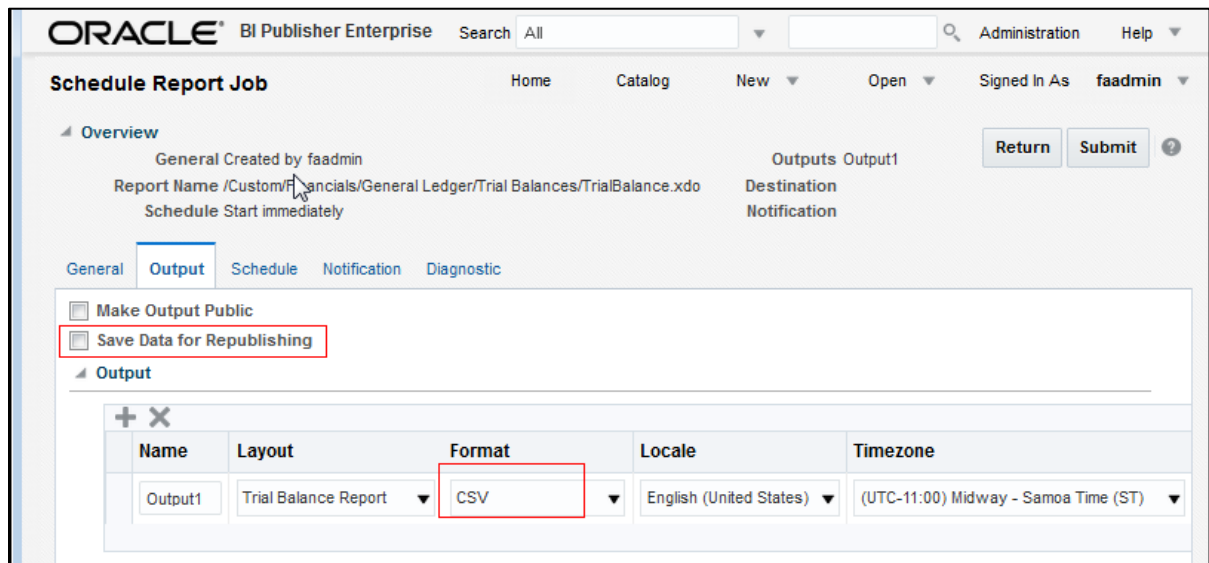 ORACLE® BI Publisher Enterprise Search All Administration Help
Schedule Report Job Home Catalog New Open Signed In As faadmin
Overview
Return Submit ?
General Created by faadmin Outputs Output1
Report Name /Custom/Financials/General Ledger/Trial Balances/TrialBalance.xdo Destination
Schedule Start immediately Notification
General Output Schedule Notification Diagnostic
Make Output Public
Save Data for Republishing
Output
Name Layout Format Locale Timezone
Output1 Trial Balance Report CSV English (United States) (UTC-11:00) Midway - Samoa Time (ST)